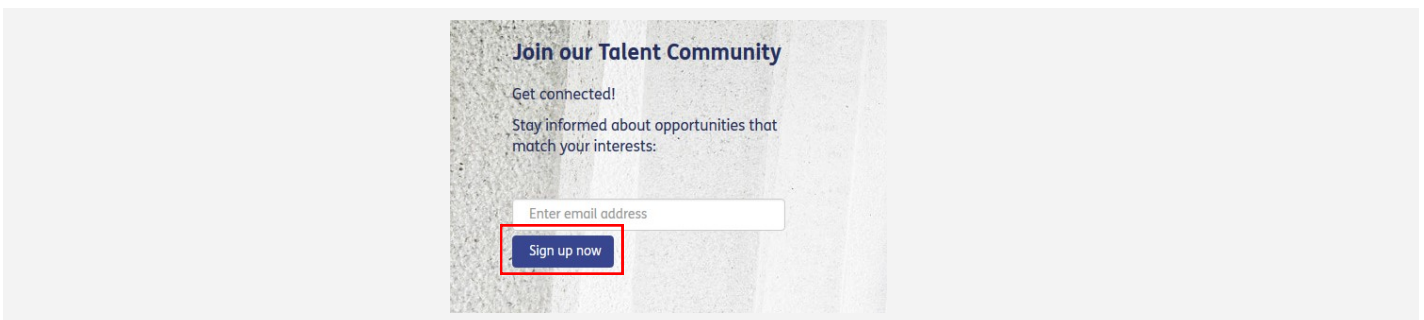 Join our Talent Community
Get connected!
Stay informed about opportunities that
match your interests:
Enter email address
Sign up now